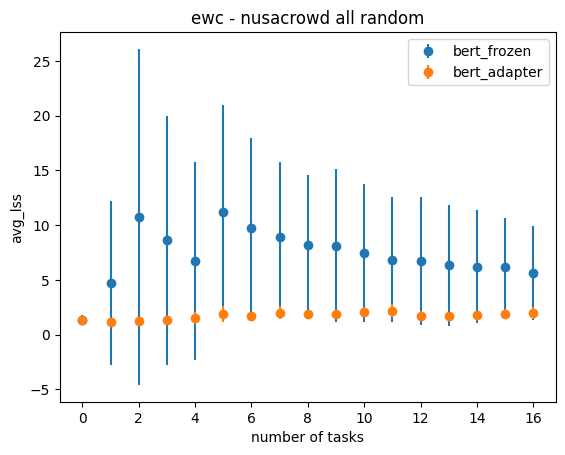 ewc - nusacrowd all random
bert_frozen
bert_adapter
avg_lss
25
20
15
10
5
0
−5
0 2 4 6 8 10 12 14 16
number of tasks